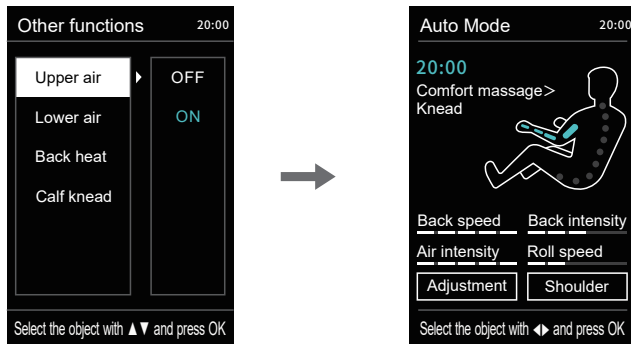 Other functions 20:00
Upper air
OFF
Lower air
ON
Back heat
Calf knead
Select the object with ▲▼ and press OK
Auto Mode 20:00
20:00
Comfort massage>
Knead
Back speed Back intensity
Air intensity Roll speed
Adjustment Shoulder
Select the object with ◀▶ and press OK